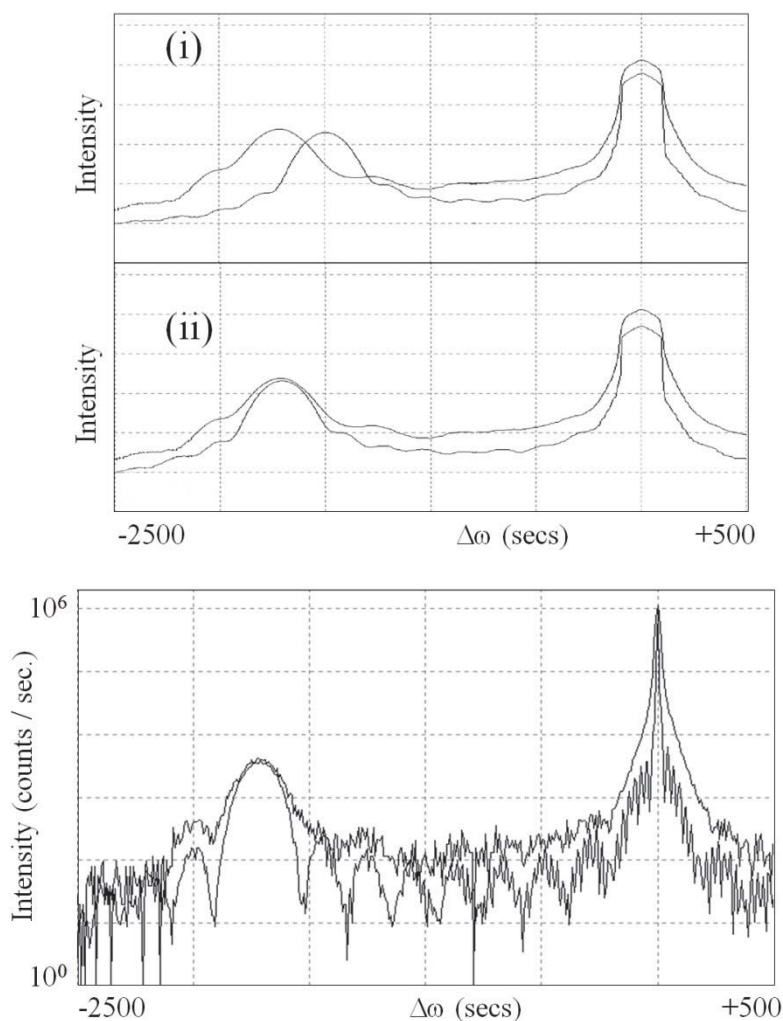 (i)
Intensity
(ii)
Intensity
-2500 Δω (secs) +500
10⁶
Intensity (counts / sec.)
10⁰
-2500 Δω (secs) +500